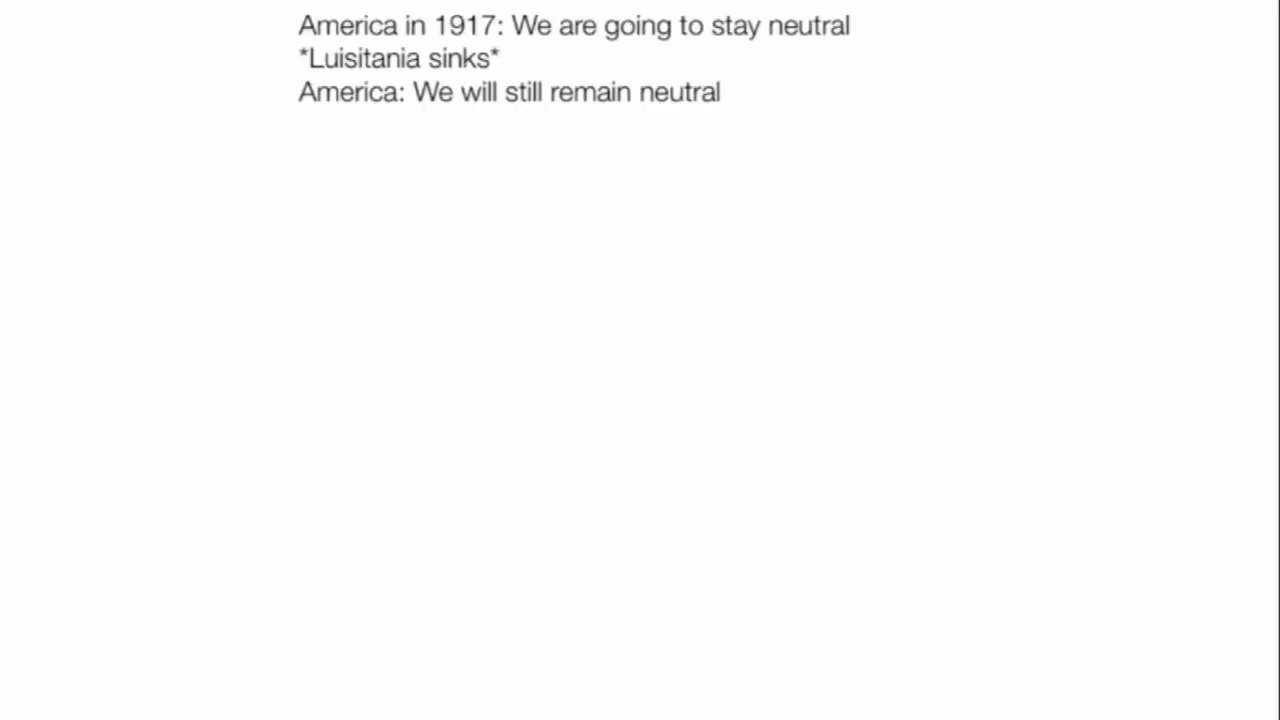 America in 1917: We are going to stay neutral
*Luisitania sinks*
America: We will still remain neutral